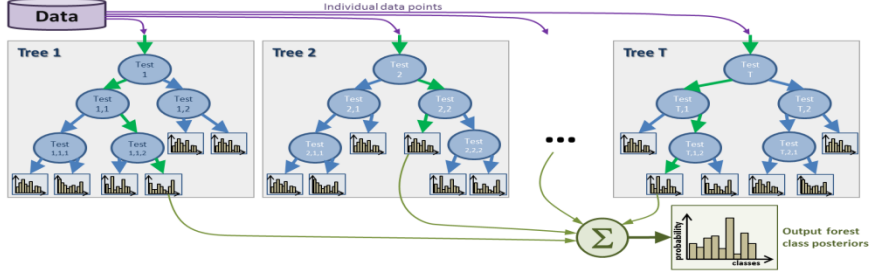 Individual data points
Data
Tree 1
Tree 2
Tree T
Test
1
Test
2
Test
T
Test
1,1
Test
1,2
Test
2,1
Test
2,2
Test
T,1
Test
T,2
Test
1,1,1
Test
1,1,2
Test
2,1,1
Test
2,2,2
Test
T,1,2
Test
T,2,1
...
Σ
probability
classes
Output forest
class posteriors